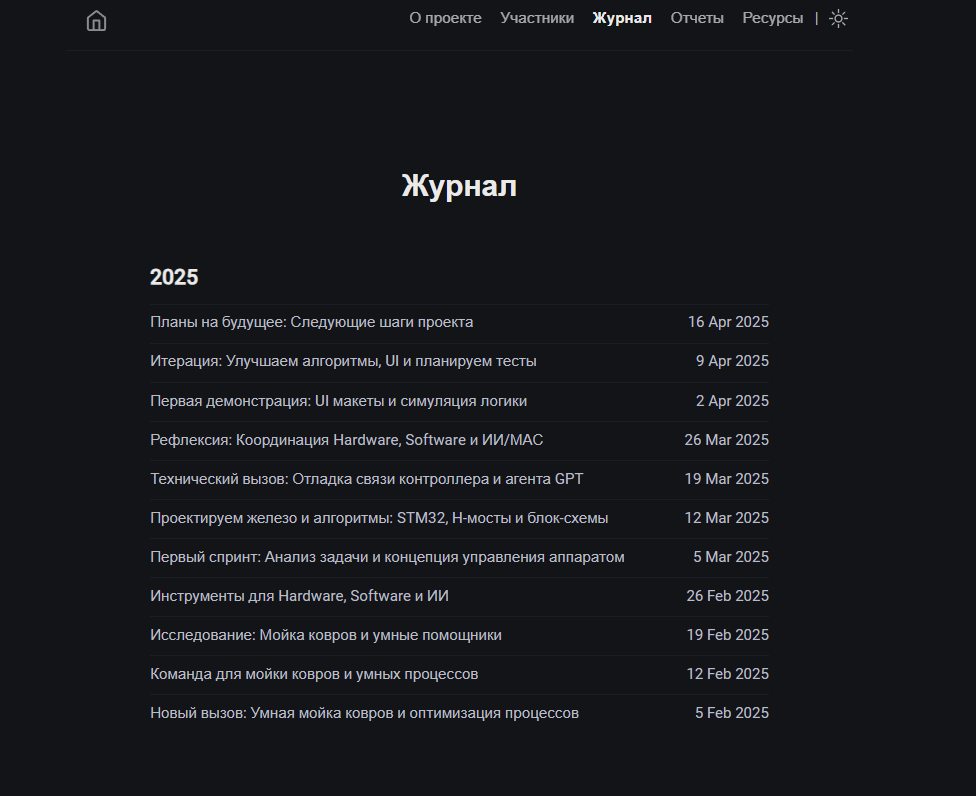 О проекте Участники Журнал Отчеты Ресурсы |
Журнал
2025
Планы на будущее: Следующие шаги проекта 16 Apr 2025
Итерация: Улучшаем алгоритмы, UI и планируем тесты 9 Apr 2025
Первая демонстрация: UI макеты и симуляция логики 2 Apr 2025
Рефлексия: Координация Hardware, Software и ИИ/МАС 26 Mar 2025
Технический вызов: Отладка связи контроллера и агента GPT 19 Mar 2025
Проектируем железо и алгоритмы: STM32, H-мосты и блок-схемы 12 Mar 2025
Первый спринт: Анализ задачи и концепция управления аппаратом 5 Mar 2025
Инструменты для Hardware, Software и ИИ 26 Feb 2025
Исследование: Мойка ковров и умные помощники 19 Feb 2025
Команда для мойки ковров и умных процессов 12 Feb 2025
Новый вызов: Умная мойка ковров и оптимизация процессов 5 Feb 2025